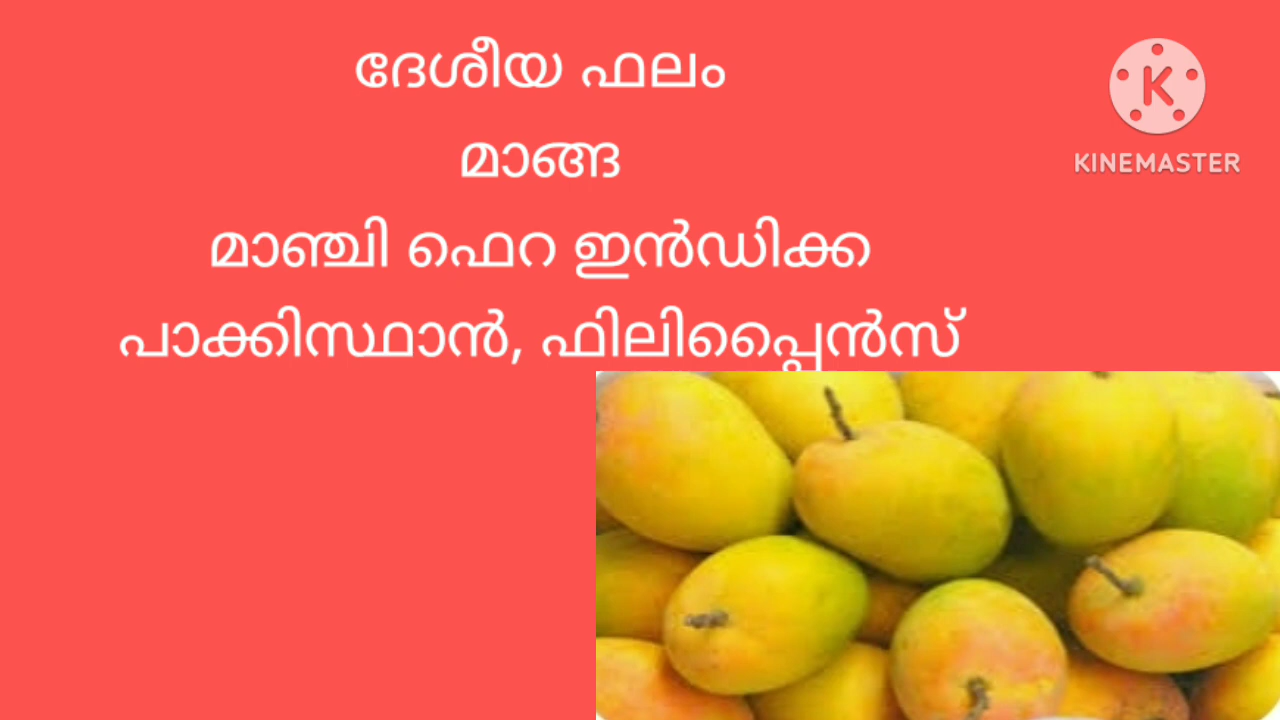 ദേശീയ ഫലം
മാങ്ങ
മാഞ്ചി ഫെറ ഇൻഡിക്ക
പാക്കിസ്ഥാൻ, ഫിലിപ്പൈൻസ്
K
KINEMASTER